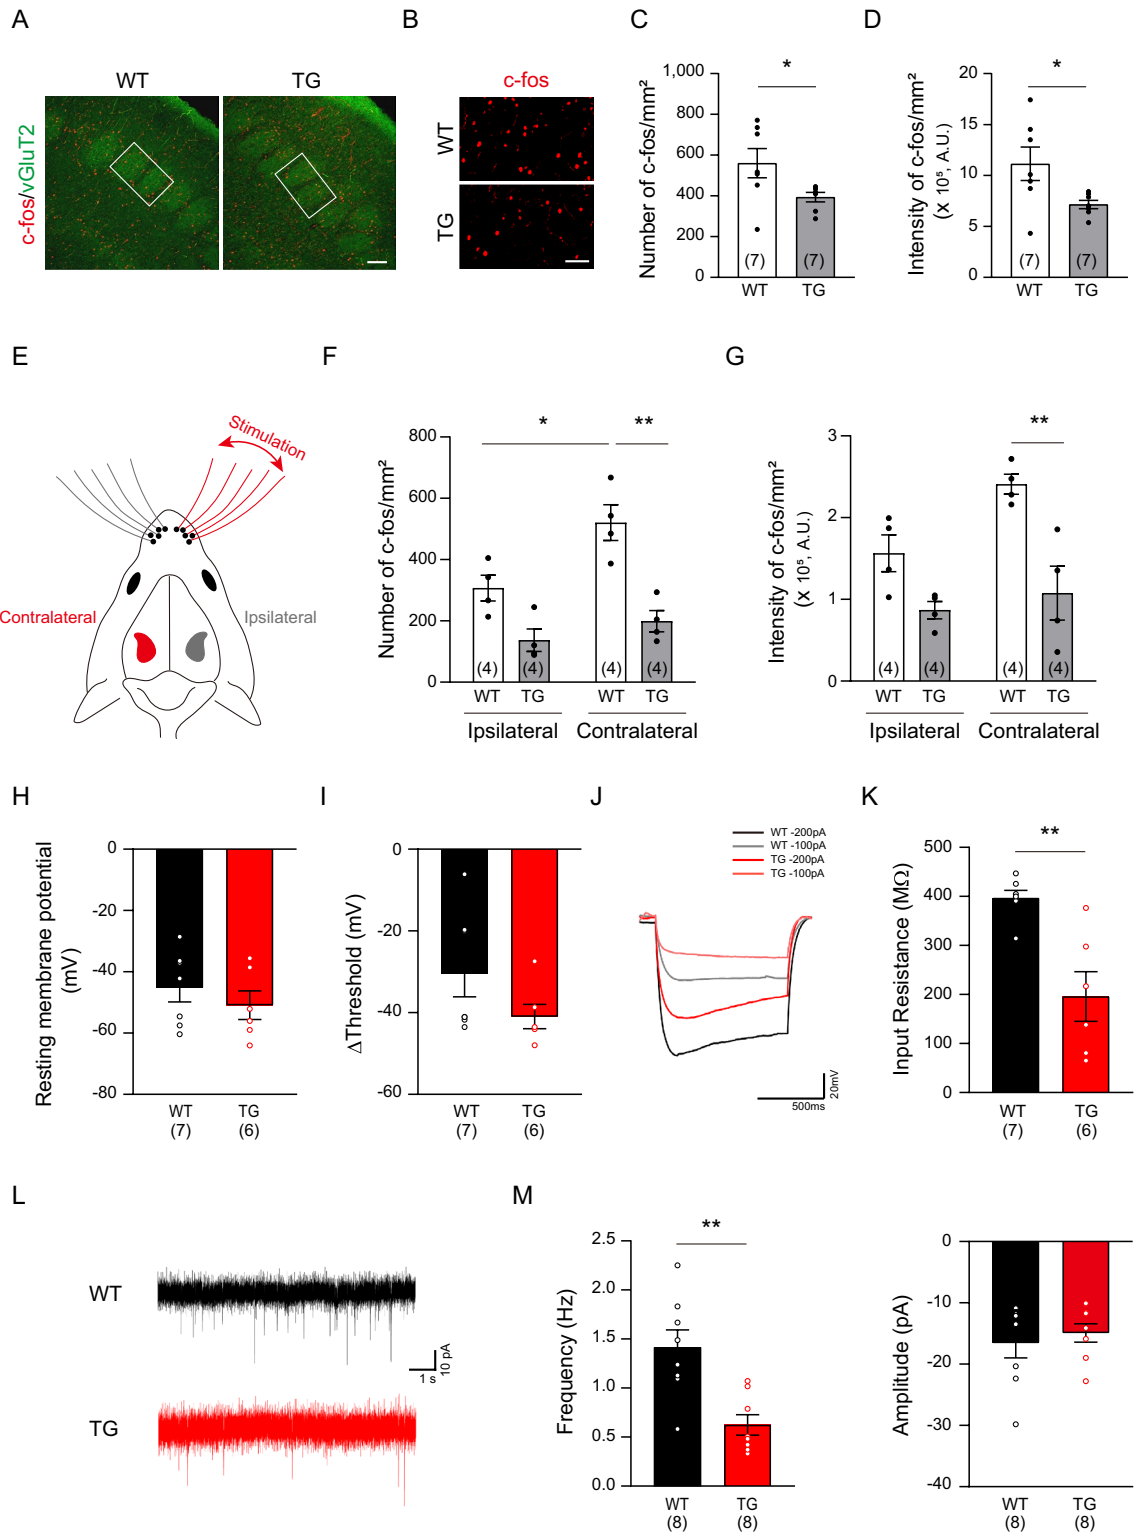 A
B
C
D
WT
TG
c-fos/vGluT2
c-fos
WT
TG
Number of c-fos/mm²
1,000
800
600
400
200
0
*
(7)
(7)
WT
TG
Intensity of c-fos/mm²
(x 10⁵, A.U.)
20
15
10
5
0
*
(7)
(7)
WT
TG
E
F
G
Stimulation
Contralateral
Ipsilateral
Number of c-fos/mm²
800
600
400
200
0
*
**
(4)
(4)
(4)
(4)
WT
TG
WT
TG
Ipsilateral
Contralateral
Intensity of c-fos/mm²
(x 10⁵, A.U.)
3
2
1
0
**
(4)
(4)
(4)
(4)
WT
TG
WT
TG
Ipsilateral
Contralateral
H
I
J
K
Resting membrane potential
(mV)
0
-20
-40
-60
-80
WT
(7)
TG
(6)
ΔThreshold (mV)
0
-20
-40
-60
WT
(7)
TG
(6)
WT -200pA
WT -100pA
TG -200pA
TG -100pA
20mV
500ms
Input Resistance (MΩ)
500
400
300
200
100
0
**
WT
(7)
TG
(6)
L
M
WT
10 pA
1 s
TG
Frequency (Hz)
2.5
2.0
1.5
1.0
0.5
0.0
**
WT
(8)
TG
(8)
Amplitude (pA)
0
-10
-20
-30
-40
WT
(8)
TG
(8)